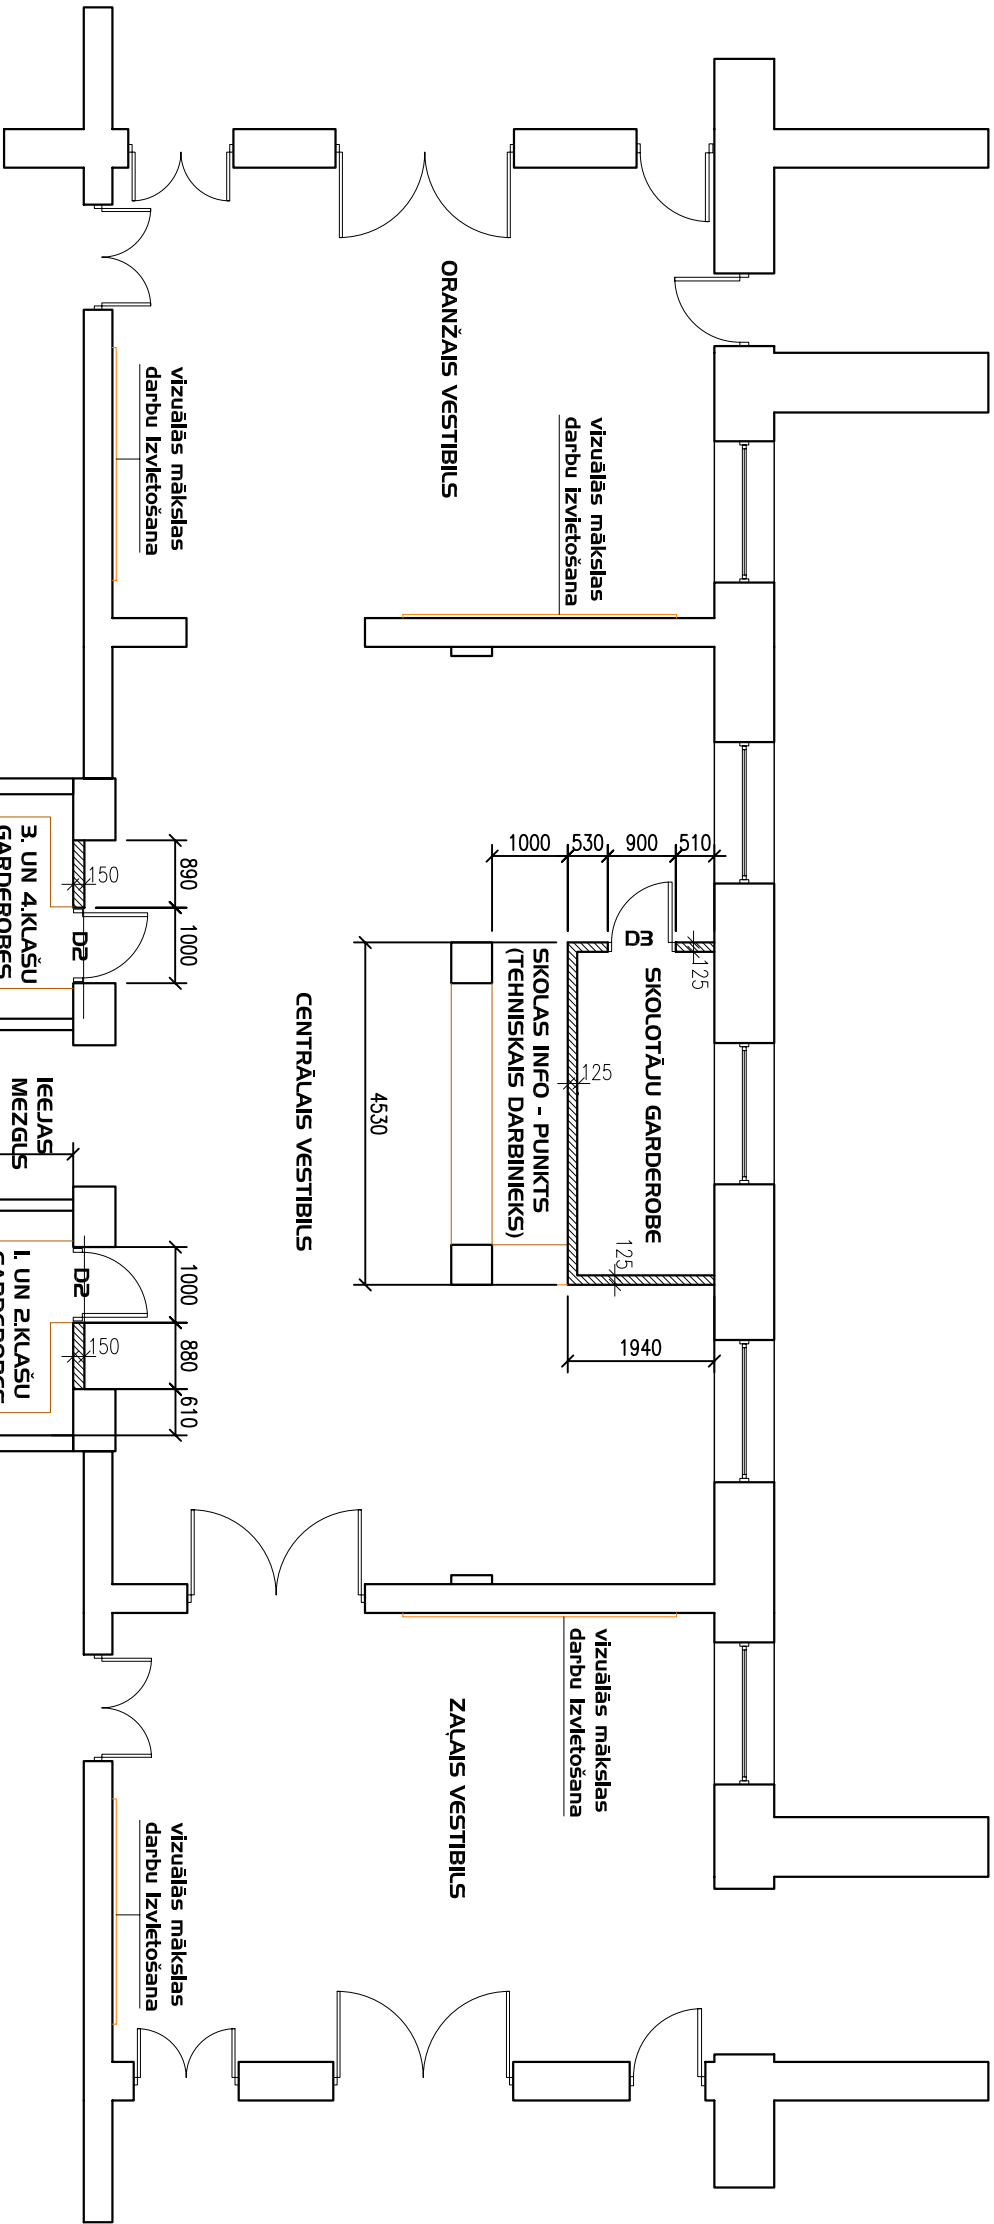 ORANŽAIS VESTIBILS
vizuālās mākslas
darbu izvietošana
vizuālās mākslas
darbu izvietošana
1000
530
900
510
D3
125
SKOLOTĀJU GARDEROBE
125
125
SKOLAS INFO - PUNKTS
(TEHNISKAIS DARBINIEKS)
4530
1940
CENTRĀLAIS VESTIBILS
890
1000
150
D2
3. UN 4.KLAŠU
GARDEROBES
IEEJAS
MEZGLS
1000
880
610
150
D2
1. UN 2.KLAŠU
GARDEROBES
ZAĻAIS VESTIBILS
vizuālās mākslas
darbu izvietošana
vizuālās mākslas
darbu izvietošana